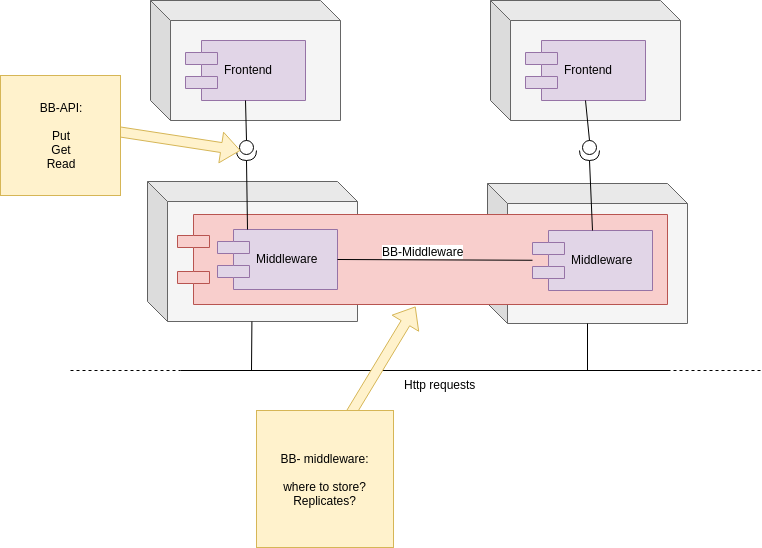 Frontend
Frontend
BB-API:
Put
Get
Read
BB-Middleware
Middleware
Middleware
Http requests
BB- middleware:
where to store?
Replicates?